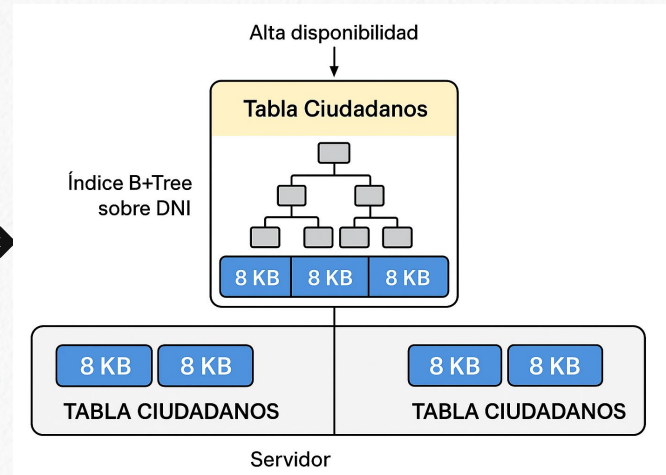 Alta disponibilidad
Tabla Ciudadanos
Índice B+Tree
sobre DNI
8 KB 8 KB 8 KB
8 KB 8 KB 8 KB 8 KB
TABLA CIUDADANOS TABLA CIUDADANOS
Servidor